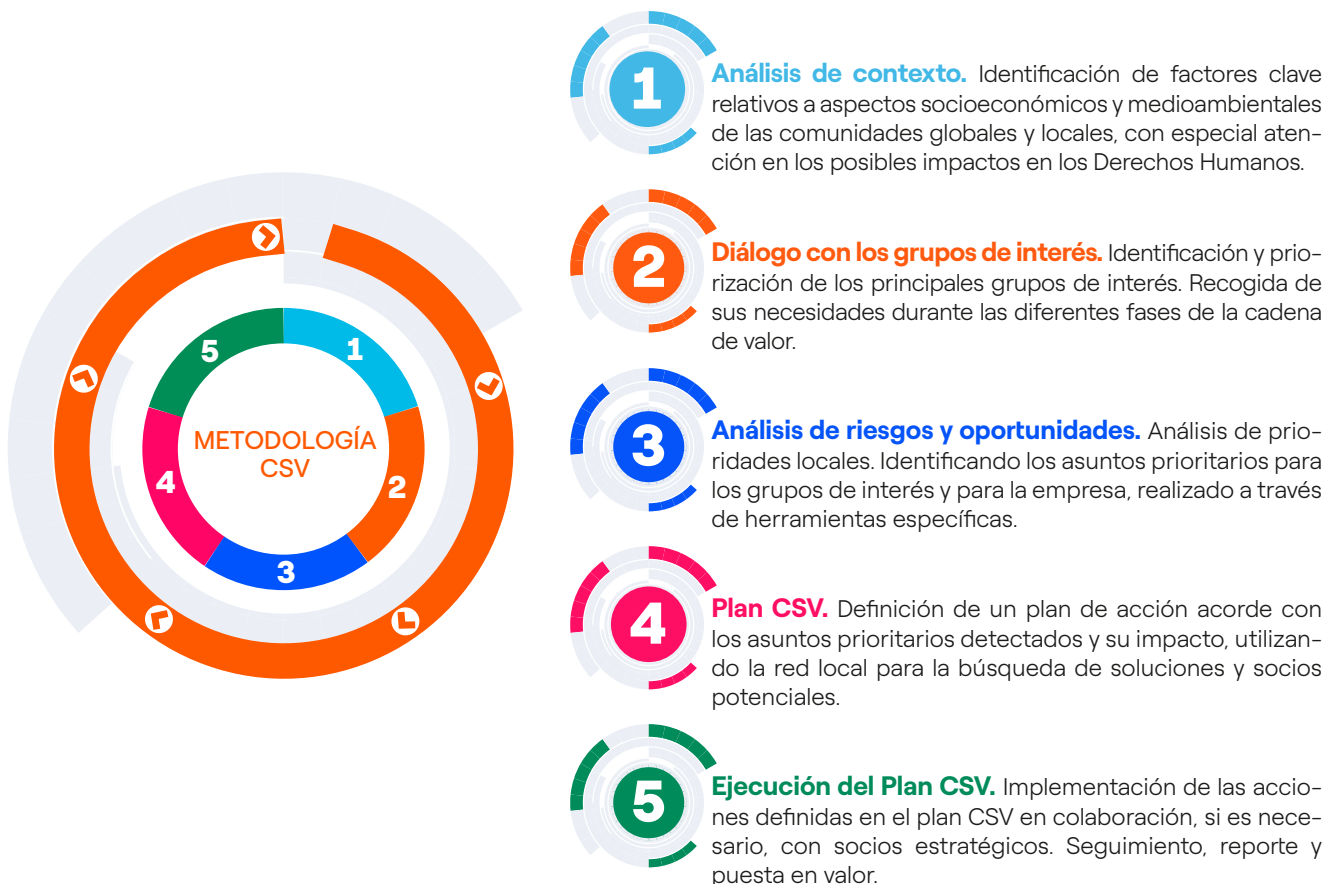 METODOLOGÍA
CSV
1
2
3
4
5
1
Análisis de contexto. Identificación de factores clave
relativos a aspectos socioeconómicos y medioambientales
de las comunidades globales y locales, con especial aten-
ción en los posibles impactos en los Derechos Humanos.
2
Diálogo con los grupos de interés. Identificación y prio-
rización de los principales grupos de interés. Recogida de
sus necesidades durante las diferentes fases de la cadena
de valor.
3
Análisis de riesgos y oportunidades. Análisis de prio-
ridades locales. Identificando los asuntos prioritarios para
los grupos de interés y para la empresa, realizado a través
de herramientas específicas.
4
Plan CSV. Definición de un plan de acción acorde con
los asuntos prioritarios detectados y su impacto, utilizan-
do la red local para la búsqueda de soluciones y socios
potenciales.
5
Ejecución del Plan CSV. Implementación de las accio-
nes definidas en el plan CSV en colaboración, si es nece-
sario, con socios estratégicos. Seguimiento, reporte y
puesta en valor.